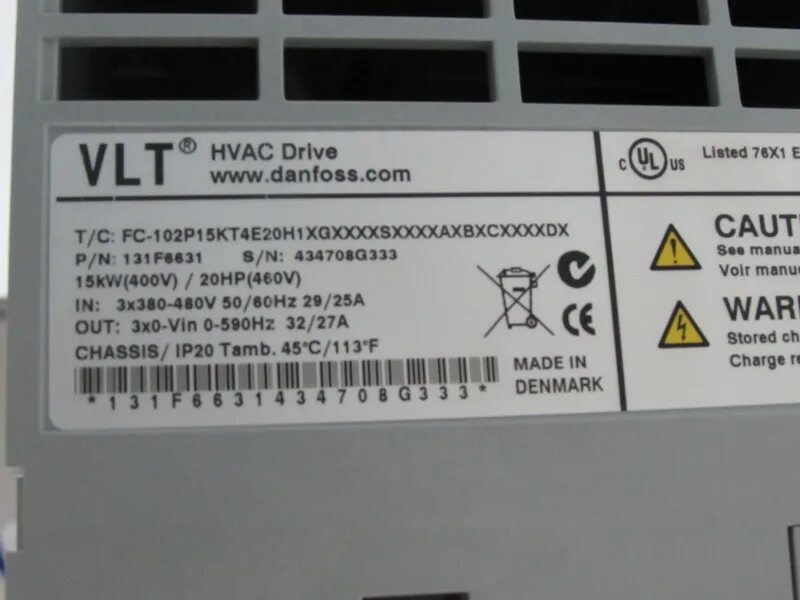 VLT® HVAC Drive
www.danfoss.com
T/C: FC-102P15KT4E20H1XGXXXXSXXXXAXBXCXXXXDX
P/N: 131F6631 S/N: 434708G333
15kW(400V) / 20HP(460V)
IN: 3x380-480V 50/60Hz 29/25A
OUT: 3x0-Vin 0-590Hz 32/27A
CHASSIS/ IP20 Tamb. 45°C/113°F
*131F6631434708G333*
MADE IN
DENMARK
CE
c UL US Listed 76X1 E
CAUT
See manua
Voir manue
WARN
Stored ch
Charge re